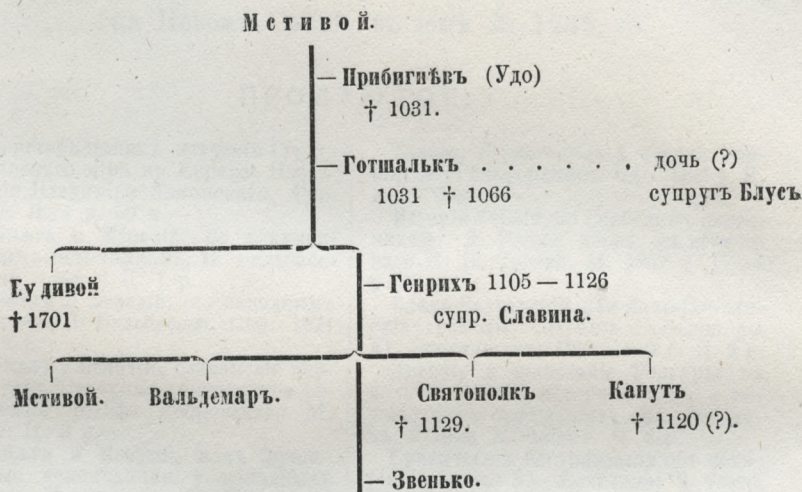 Мстивой.
Прибигнѣвъ (Удо)
† 1031.
Готшалькъ . . . . . . дочь (?)
1031 † 1066 супругъ Блусъ
Будивой
† 1701
Генрихъ 1105 — 1126
супр. Славина.
Мстивой. Вальдемаръ. Святополкъ Канутъ
† 1129. † 1120 (?).
Звенько.